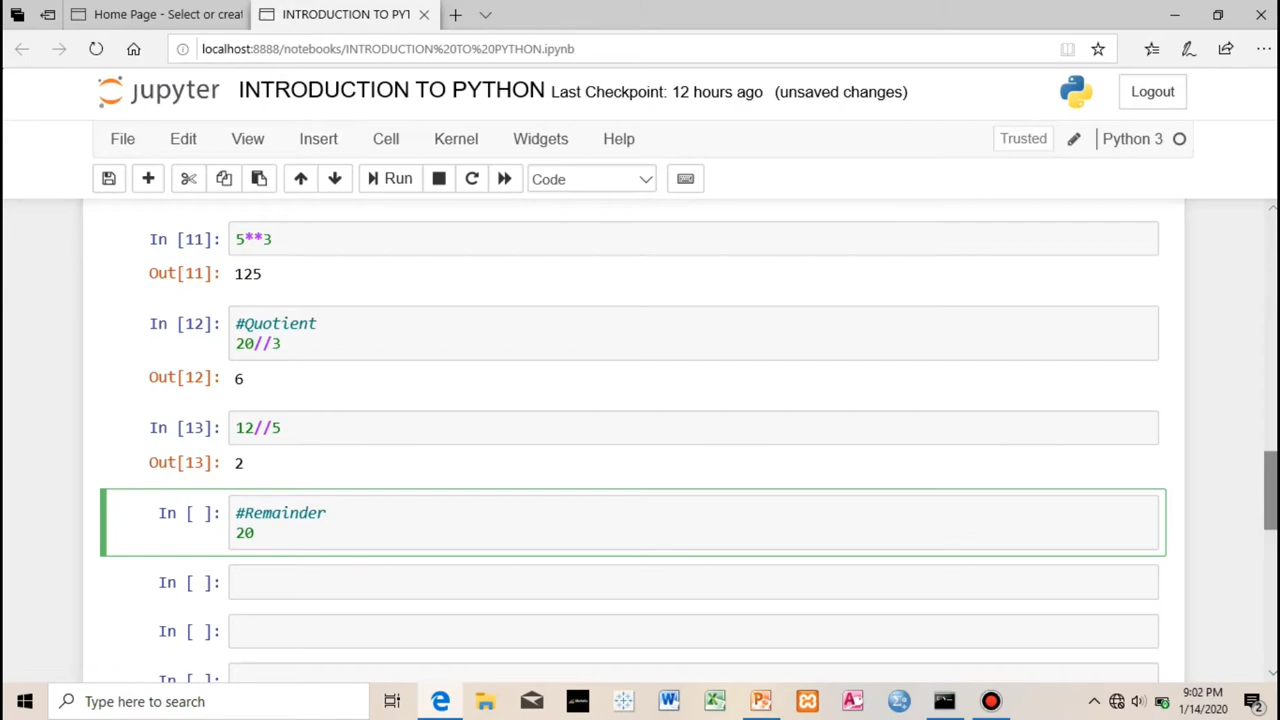 Home Page - Select or creat
INTRODUCTION TO PYT
localhost:8888/notebooks/INTRODUCTION%20TO%20PYTHON.ipynb
jupyter INTRODUCTION TO PYTHON Last Checkpoint: 12 hours ago (unsaved changes)
Logout
File Edit View Insert Cell Kernel Widgets Help
Trusted
Python 3
Run
Code
In [11]: 5**3
Out[11]: 125
In [12]: #Quotient
20//3
Out[12]: 6
In [13]: 12//5
Out[13]: 2
In [ ]: #Remainder
20
In [ ]:
In [ ]:
In [ ]:
Type here to search
9:02 PM
1/14/2020
2